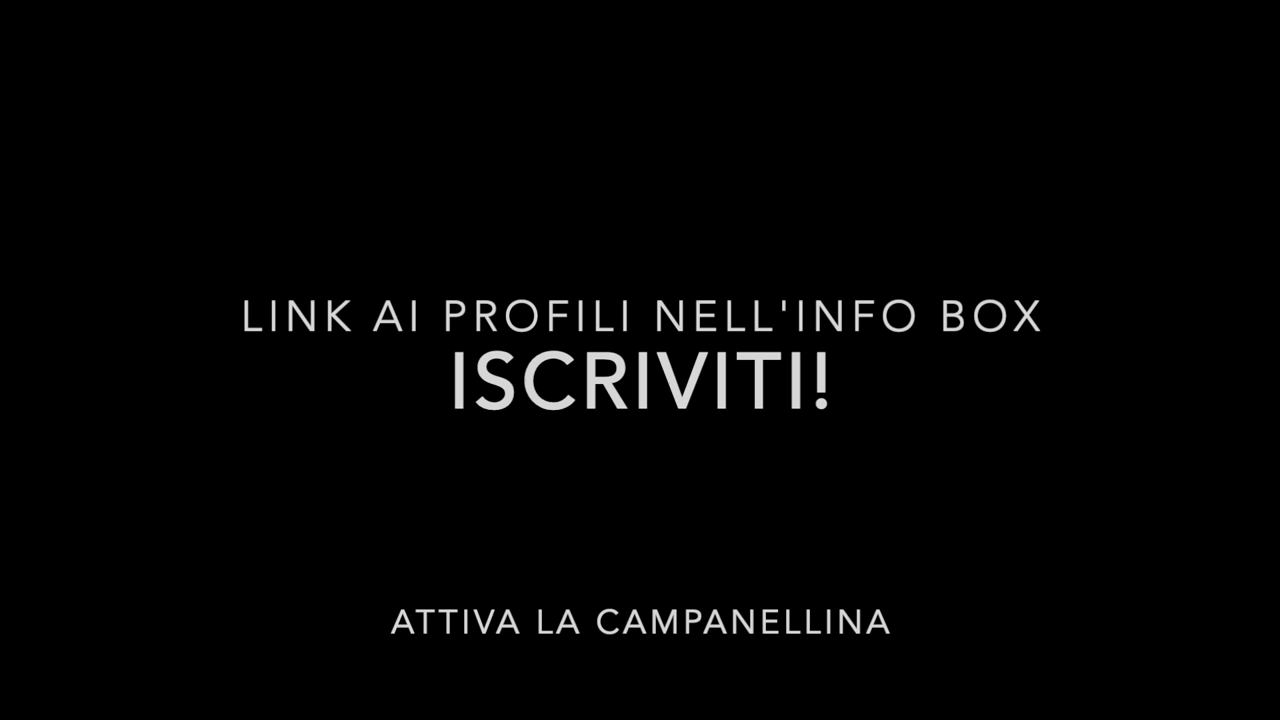 LINK AI PROFILI NELL'INFO BOX
ISCRIVITI!
ATTIVA LA CAMPANELLINA